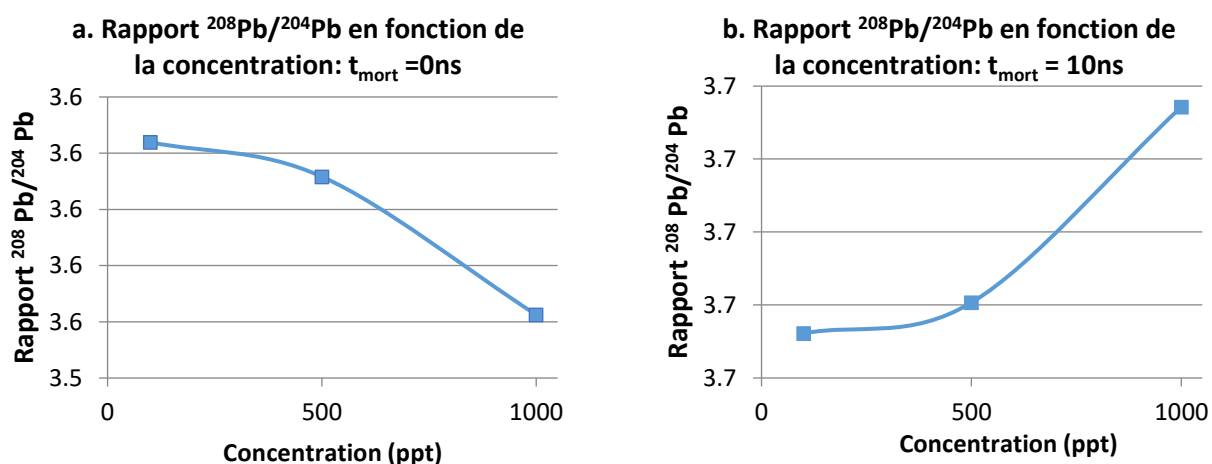 a. Rapport ²⁰⁸Pb/²⁰⁴Pb en fonction de
la concentration: tmort =0ns
3.6
3.6
3.6
3.6
3.6
3.5
Rapport ²⁰⁸ Pb/²⁰⁴ Pb
0
500
1000
Concentration (ppt)
b. Rapport ²⁰⁸Pb/²⁰⁴Pb en fonction de
la concentration: tmort = 10ns
3.7
3.7
3.7
3.7
3.7
Rapport ²⁰⁸ Pb/²⁰⁴ Pb
0
500
1000
Concentration (ppt)